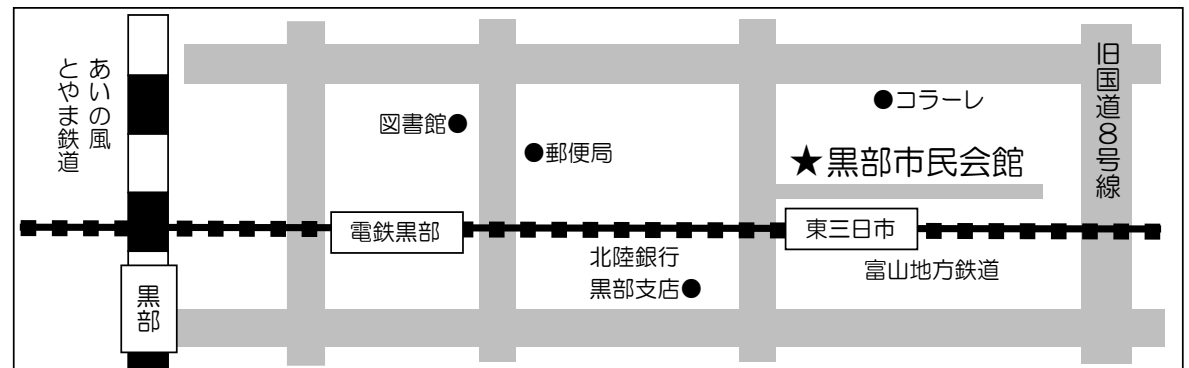 あいの風
とやま鉄道
図書館●
●郵便局
●コラーレ
★黒部市民会館
旧国道8号線
電鉄黒部
東三日市
北陸銀行
黒部支店●
富山地方鉄道
黒部